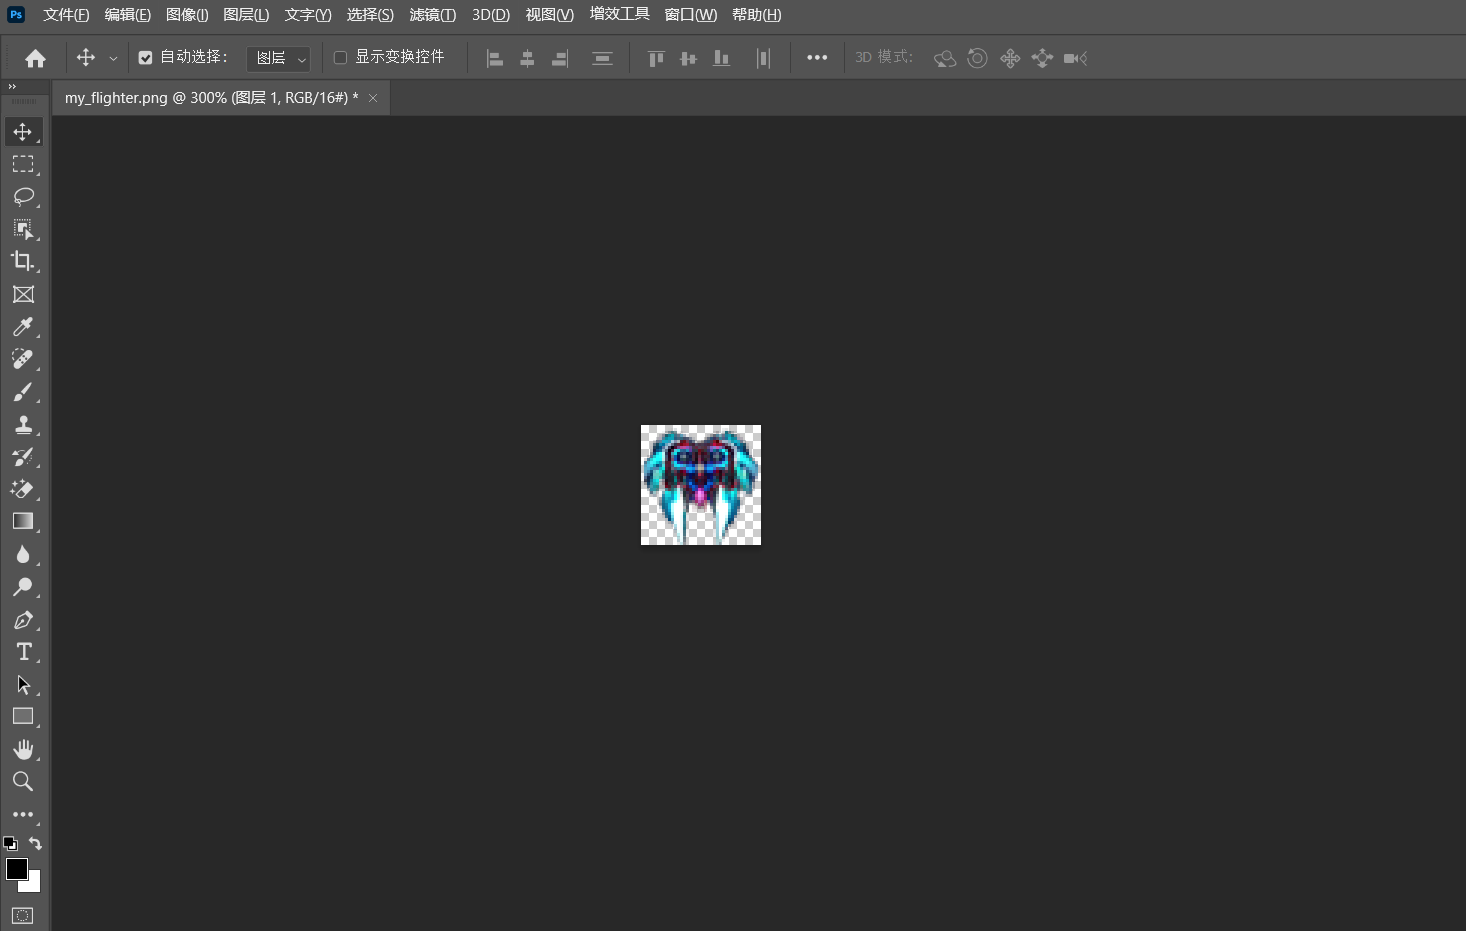 Ps 文件(F) 编辑(E) 图像(I) 图层(L) 文字(Y) 选择(S) 滤镜(T) 3D(D) 视图(V) 增效工具 窗口(W) 帮助(H)
自动选择： 图层 显示变换控件 3D 模式：
my_flighter.png @ 300% (图层 1, RGB/16#) *